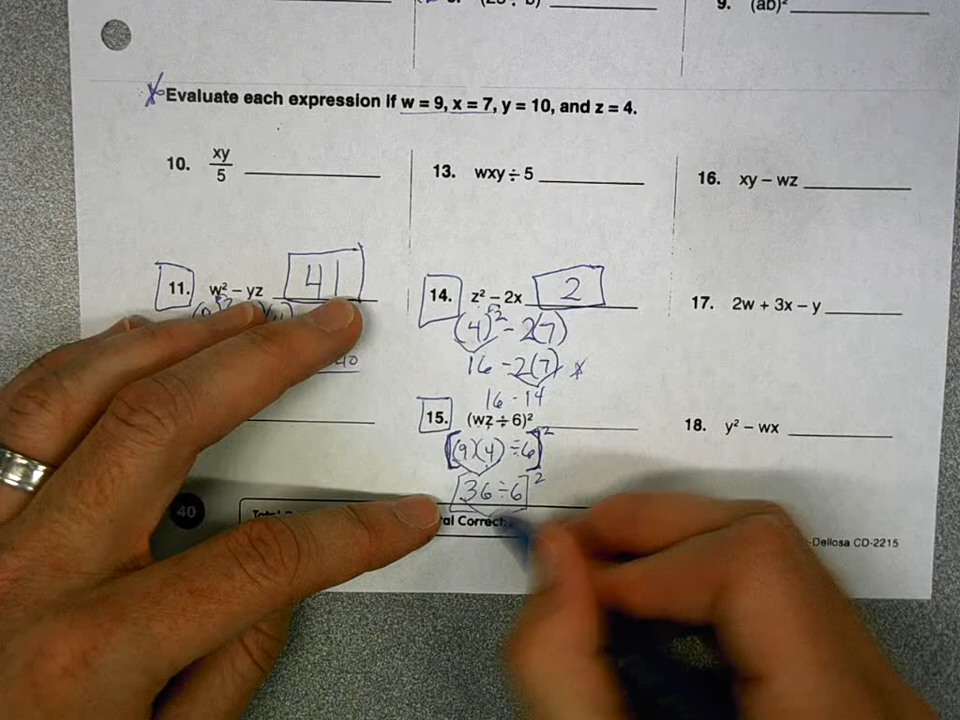 9. (ab)²
Evaluate each expression if w = 9, x = 7, y = 10, and z = 4.
10. xy
5
13. wxy ÷ 5
16. xy – wz
11. w² – yz 41
14. z² – 2x 2
17. 2w + 3x – y
(4)² - 2(7)
16 - 2(7)
40
16 - 14
15. (wz ÷ 6)²
18. y² – wx
[(9)(4) ÷ 6]²
[36 ÷ 6]²
40
Correct
-Dellosa CD-2215